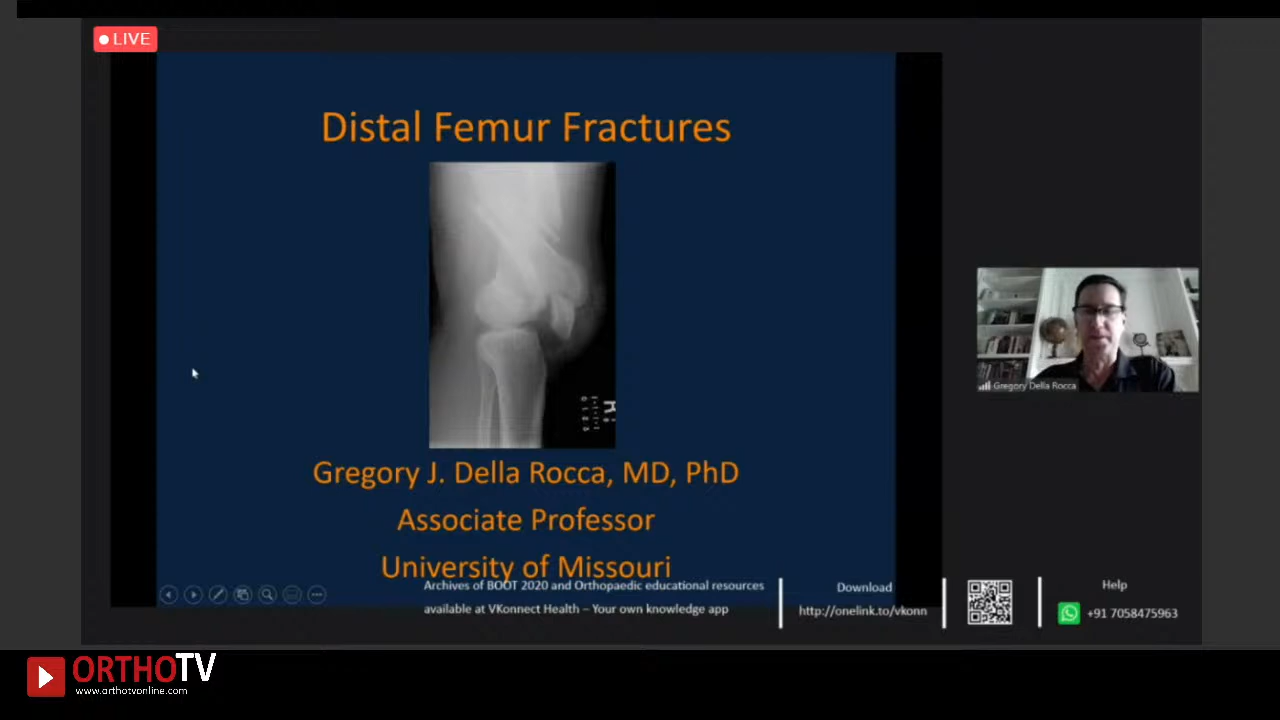 LIVE
Distal Femur Fractures
R
Gregory J. Della Rocca, MD, PhD
Associate Professor
University of Missouri
Gregory Della Rocca
Archives of BOOT 2020 and Orthopaedic educational resources
available at VKonnect Health – Your own knowledge app
Download
http://onelink.to/vkonn
Help
+91 7058475963
ORTHOTV
www.orthotvonline.com